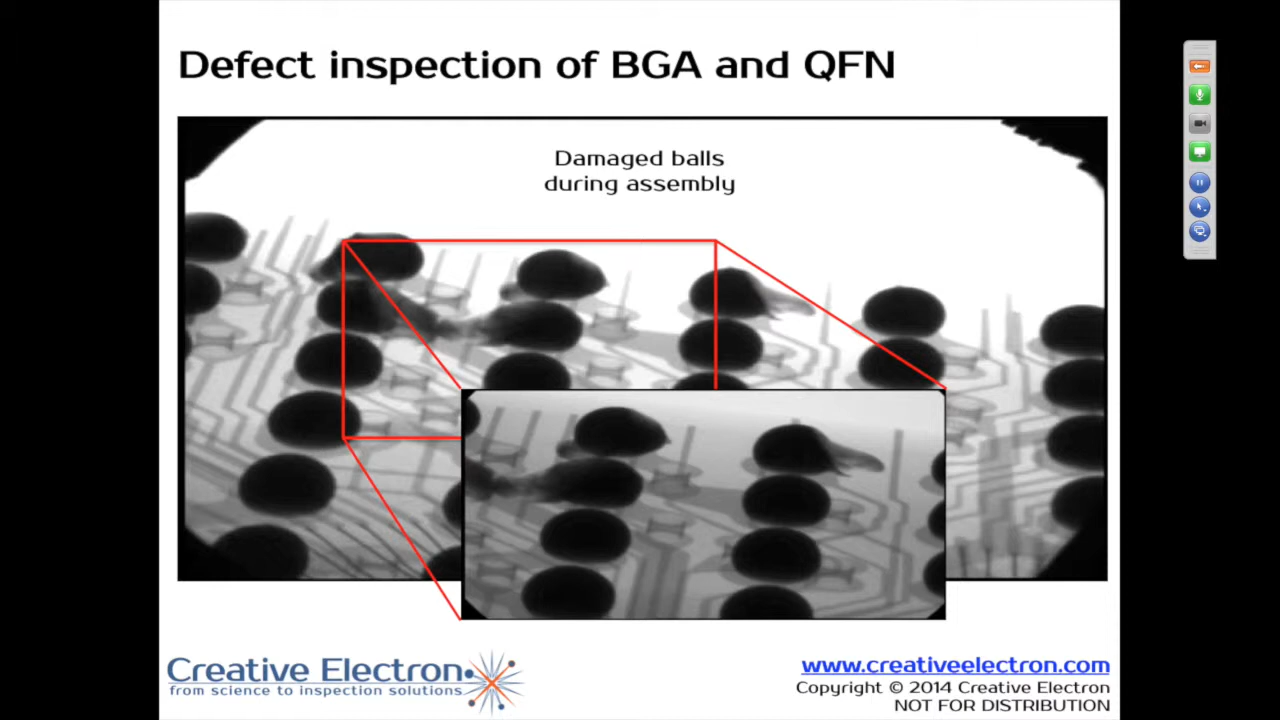 Defect inspection of BGA and QFN
Damaged balls
during assembly
Creative Electron
from science to inspection solutions
www.creativeelectron.com
Copyright © 2014 Creative Electron
NOT FOR DISTRIBUTION